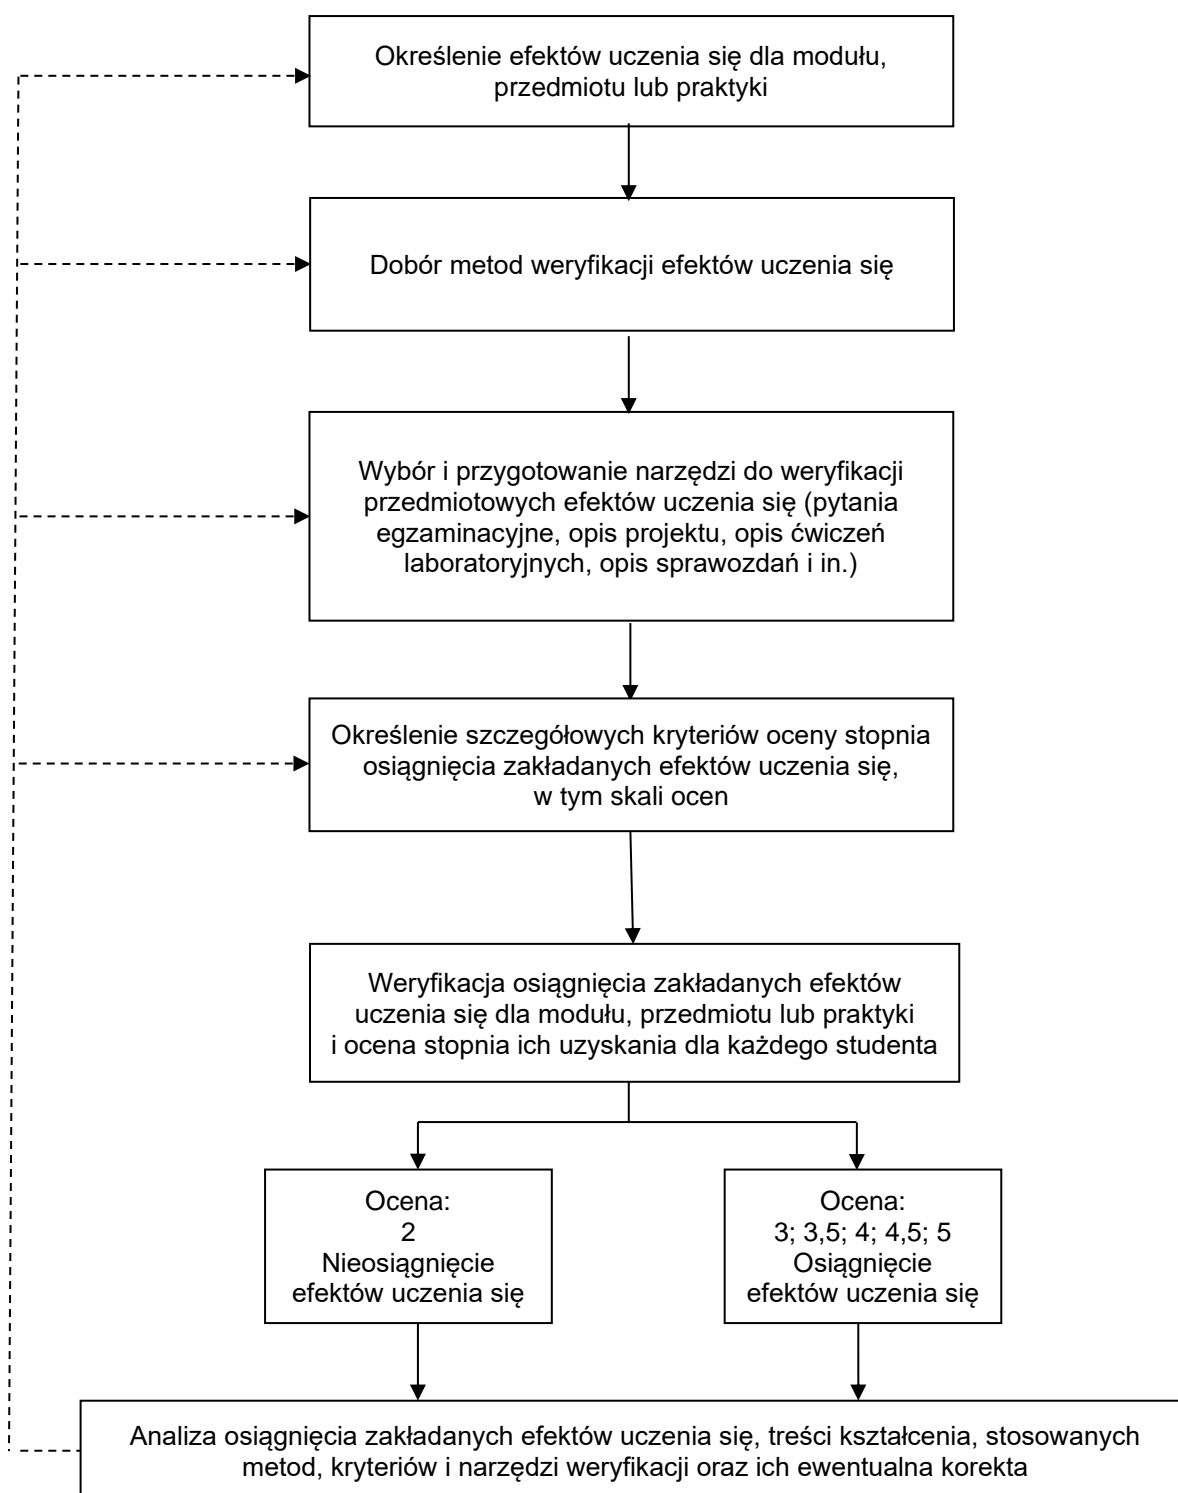 Określenie efektów uczenia się dla modułu,
przedmiotu lub praktyki
Dobór metod weryfikacji efektów uczenia się
Wybór i przygotowanie narzędzi do weryfikacji
przedmiotowych efektów uczenia się (pytania
egzaminacyjne, opis projektu, opis ćwiczeń
laboratoryjnych, opis sprawozdań i in.)
Określenie szczegółowych kryteriów oceny stopnia
osiągnięcia zakładanych efektów uczenia się,
w tym skali ocen
Weryfikacja osiągnięcia zakładanych efektów
uczenia się dla modułu, przedmiotu lub praktyki
i ocena stopnia ich uzyskania dla każdego studenta
Ocena:
2
Nieosiągnięcie
efektów uczenia się
Ocena:
3; 3,5; 4; 4,5; 5
Osiągnięcie
efektów uczenia się
Analiza osiągnięcia zakładanych efektów uczenia się, treści kształcenia, stosowanych
metod, kryteriów i narzędzi weryfikacji oraz ich ewentualna korekta